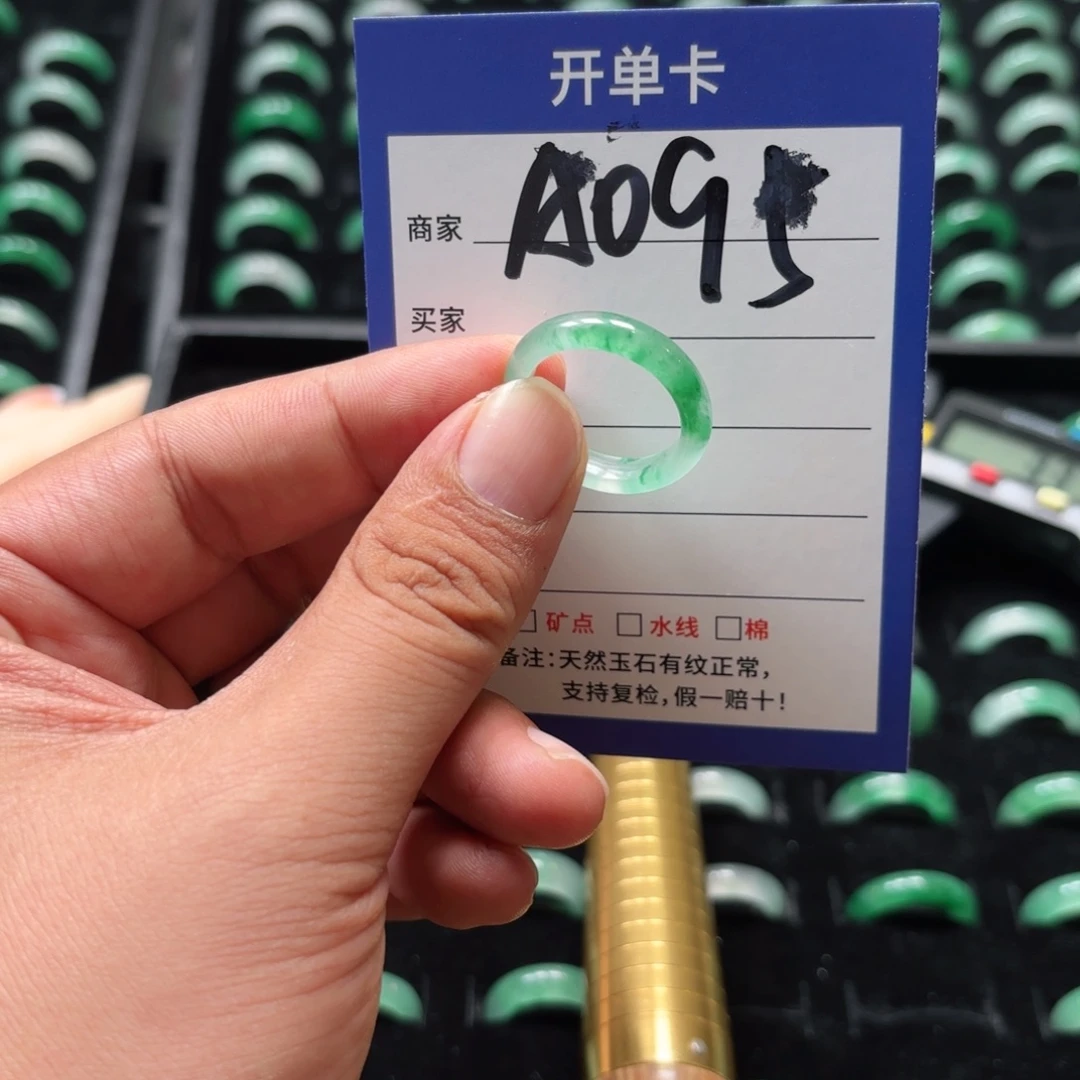 开单卡
商家 A095
买家
矿点 水线 棉
备注:天然玉石有纹正常,
支持复检,假一赔十!